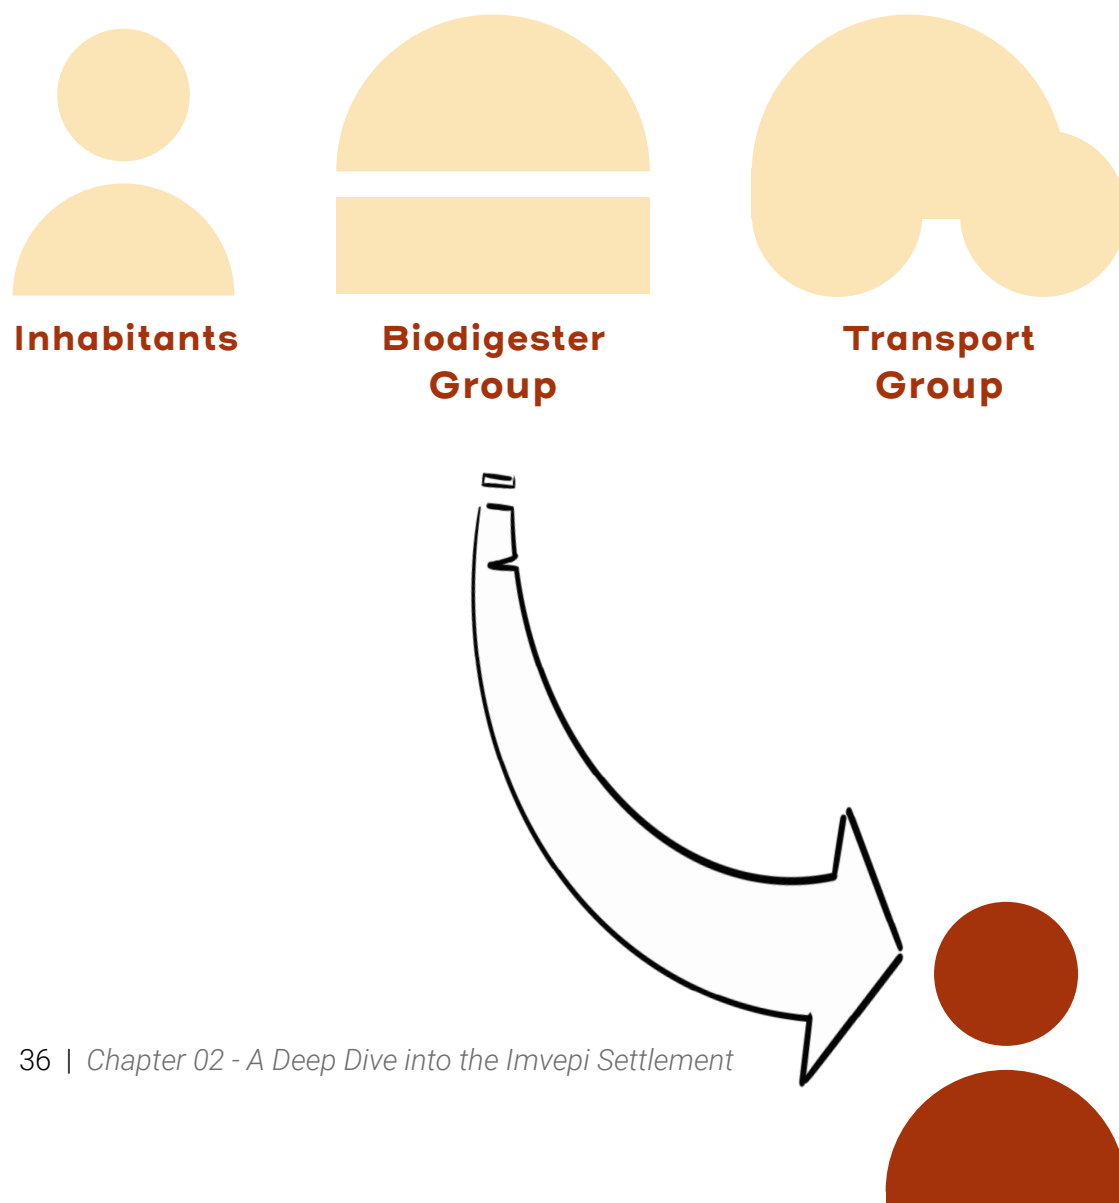 Inhabitants
Biodigester
Group
Transport
Group
36 | Chapter 02 - A Deep Dive into the Imvepi Settlement